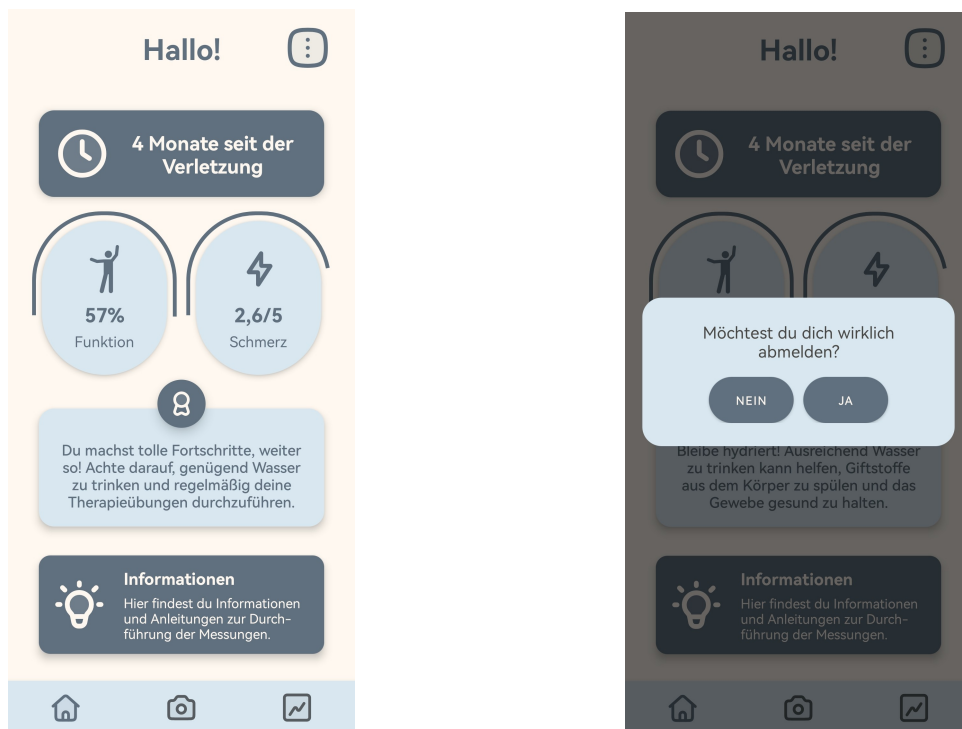 Hallo!
4 Monate seit der
Verletzung
57%
Funktion
2,6/5
Schmerz
Du machst tolle Fortschritte, weiter
so! Achte darauf, genügend Wasser
zu trinken und regelmäßig deine
Therapieübungen durchzuführen.
Informationen
Hier findest du Informationen
und Anleitungen zur Durch-
führung der Messungen.
Hallo!
4 Monate seit der
Verletzung
Möchtest du dich wirklich
abmelden?
NEIN
JA
Bleibe hydriert! Ausreichend Wasser
zu trinken kann helfen, Giftstoffe
aus dem Körper zu spülen und das
Gewebe gesund zu halten.
Informationen
Hier findest du Informationen
und Anleitungen zur Durch-
führung der Messungen.